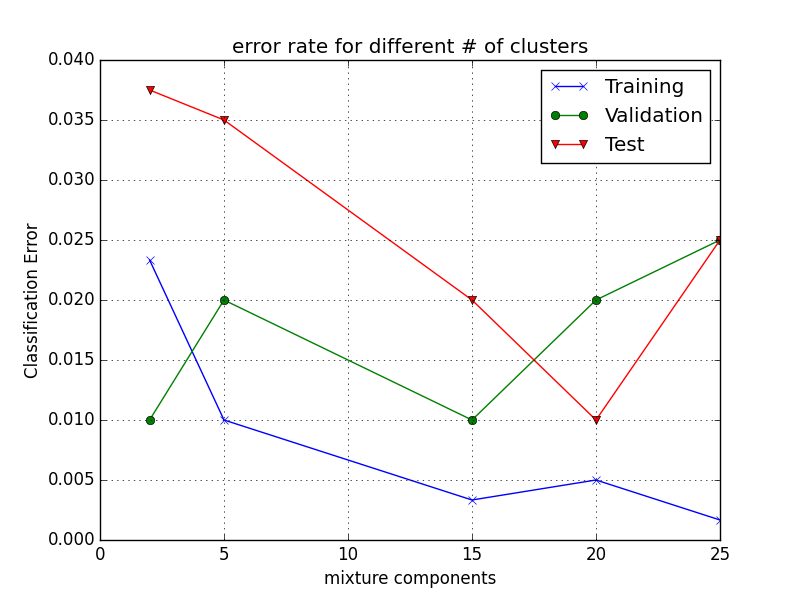 error rate for different # of clusters
0.040
0.035
0.030
0.025
0.020
0.015
0.010
0.005
0.000
Classification Error
Training
Validation
Test
0
5
10
15
20
25
mixture components